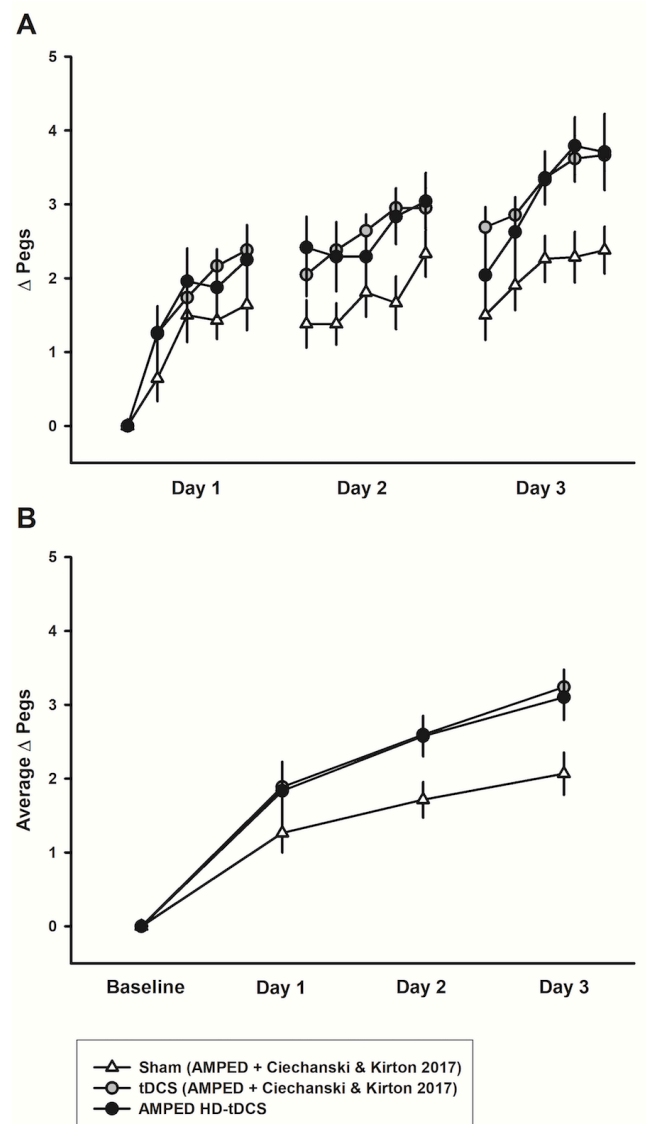 A
5
4
3
2
1
0
Δ Pegs
Day 1 Day 2 Day 3
B
5
4
3
2
1
0
Average Δ Pegs
Baseline Day 1 Day 2 Day 3
Sham (AMPED + Ciechanski & Kirton 2017)
tDCS (AMPED + Ciechanski & Kirton 2017)
AMPED HD-tDCS